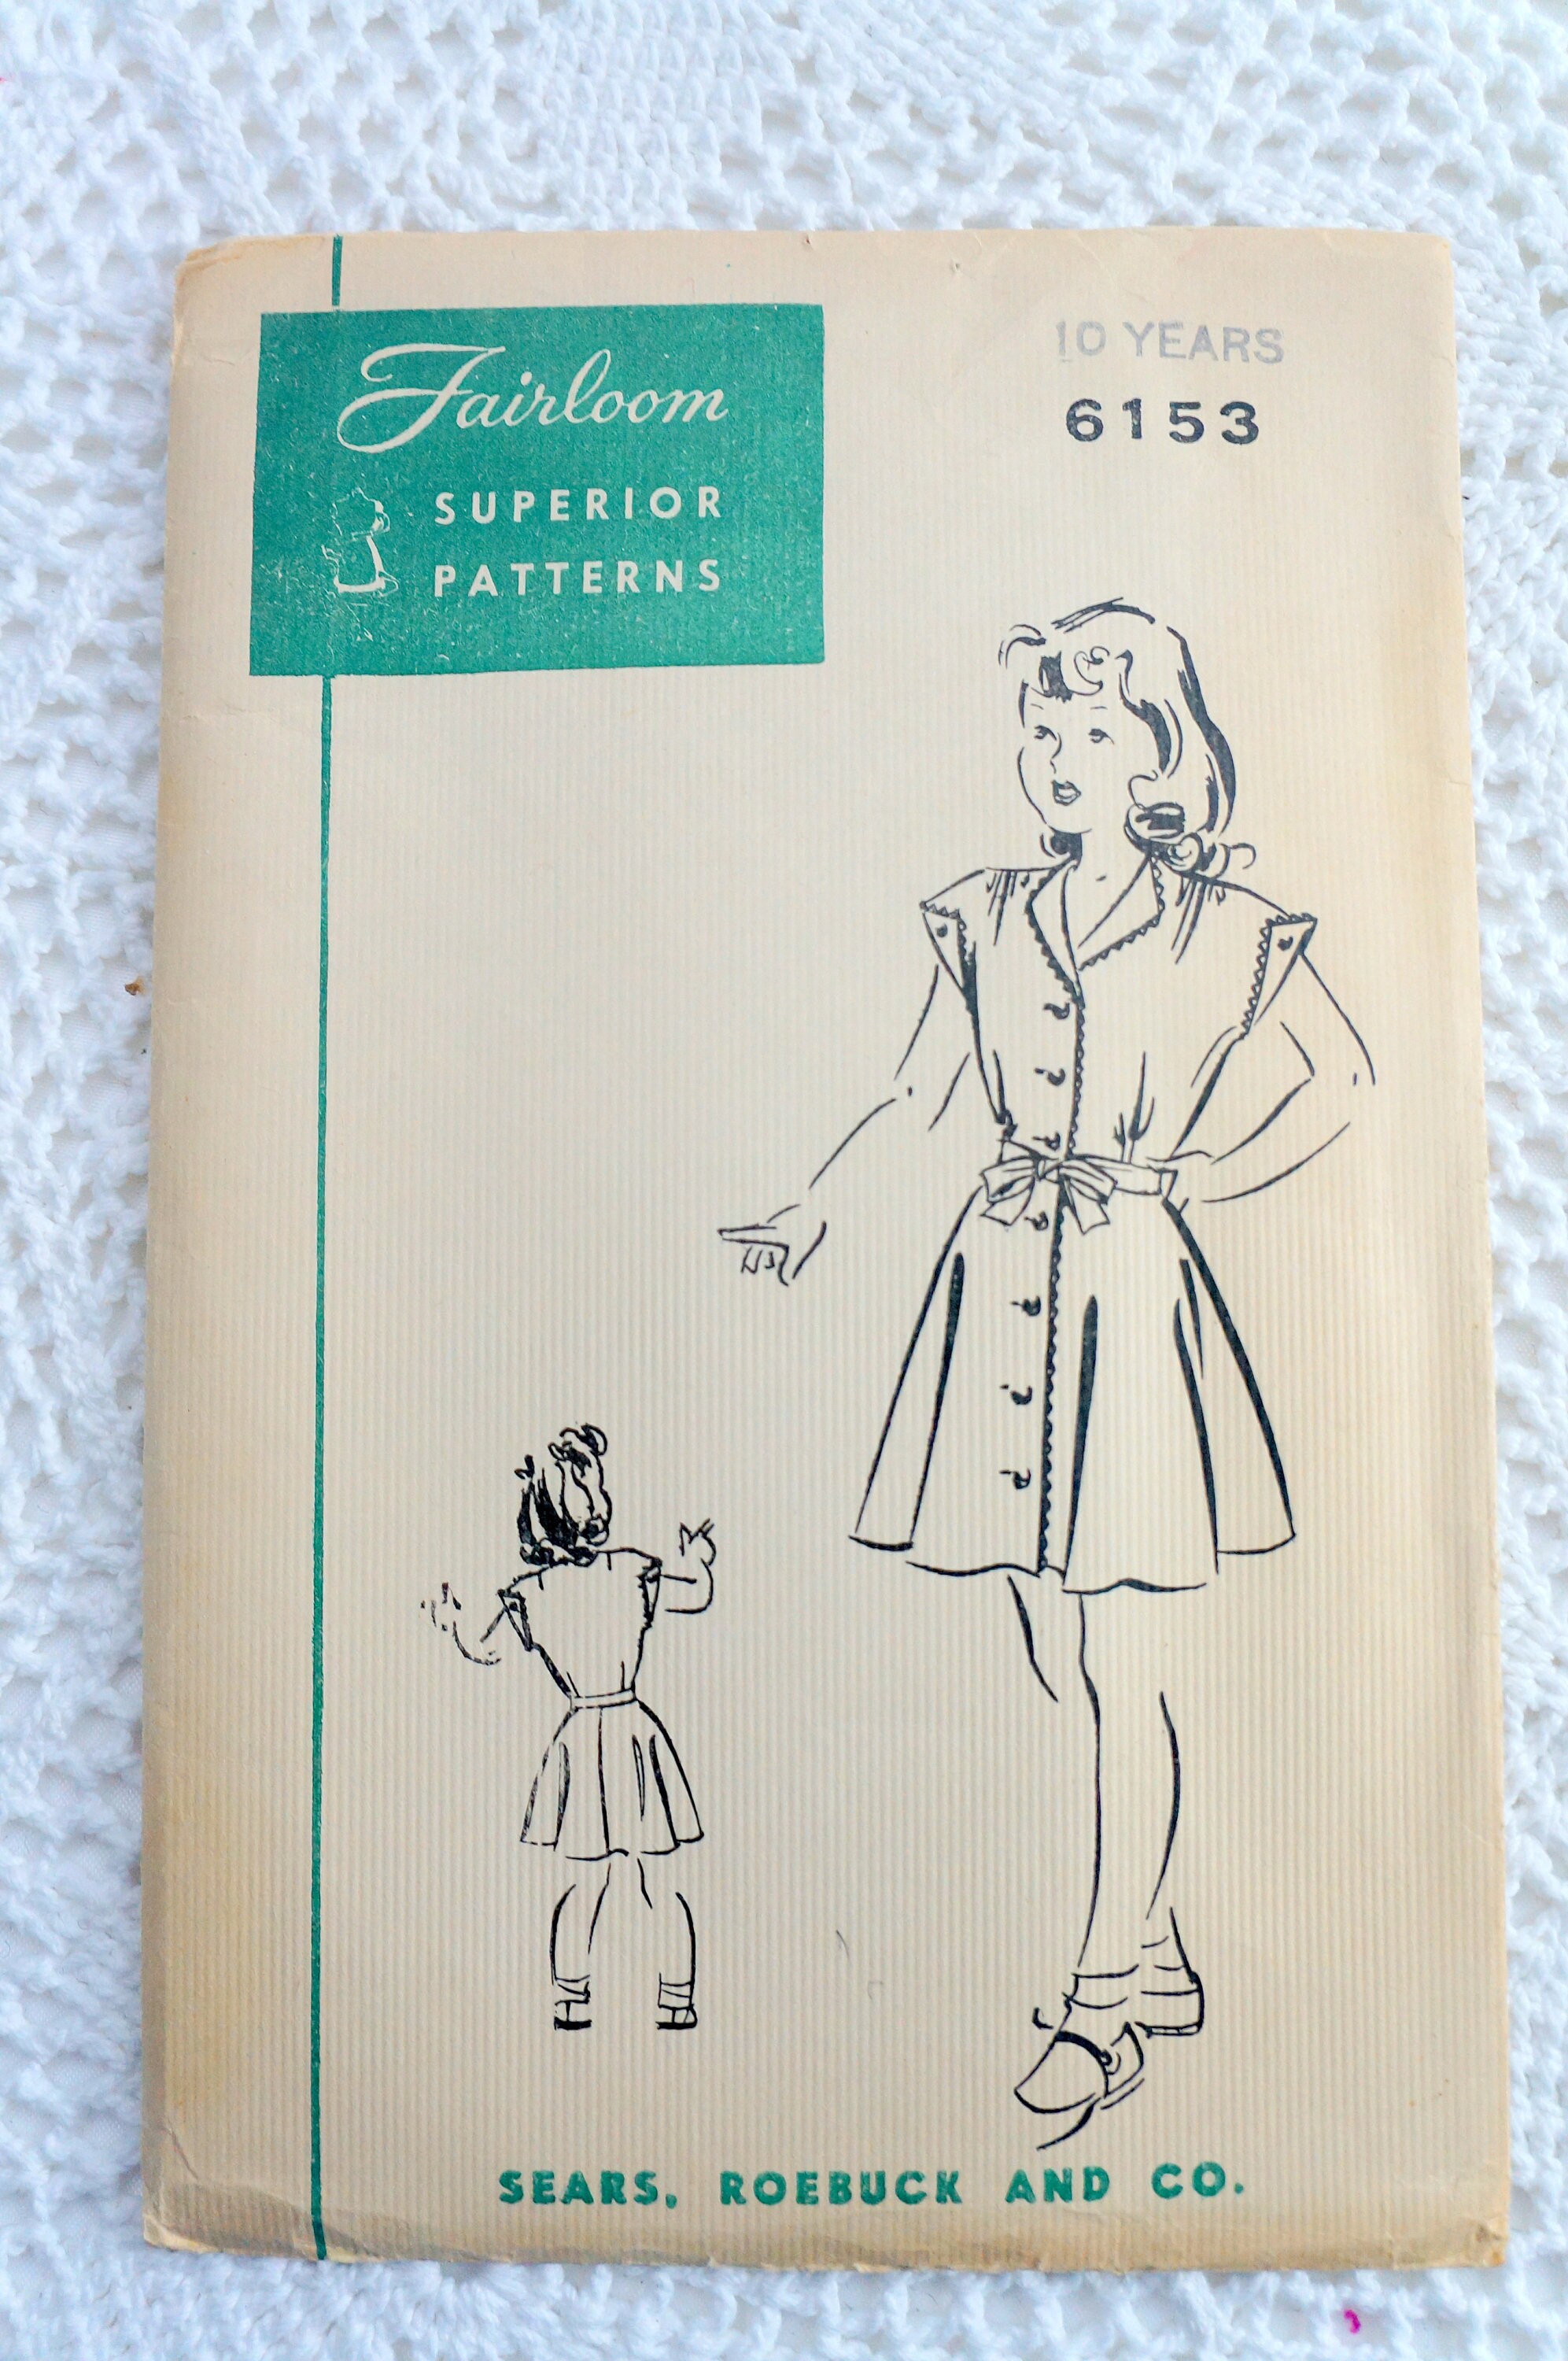 Fairloom
SUPERIOR
PATTERNS
10 YEARS
6153
SEARS, ROEBUCK AND CO.